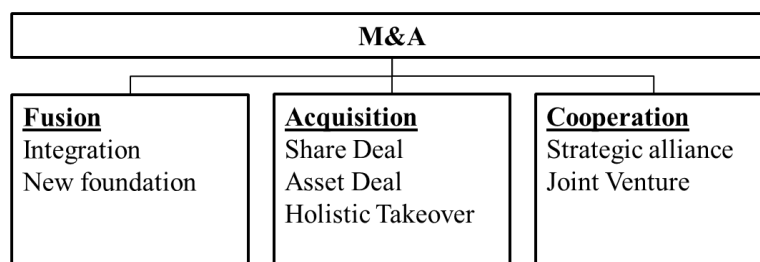 M&A
Fusion
Integration
New foundation
Acquisition
Share Deal
Asset Deal
Holistic Takeover
Cooperation
Strategic alliance
Joint Venture